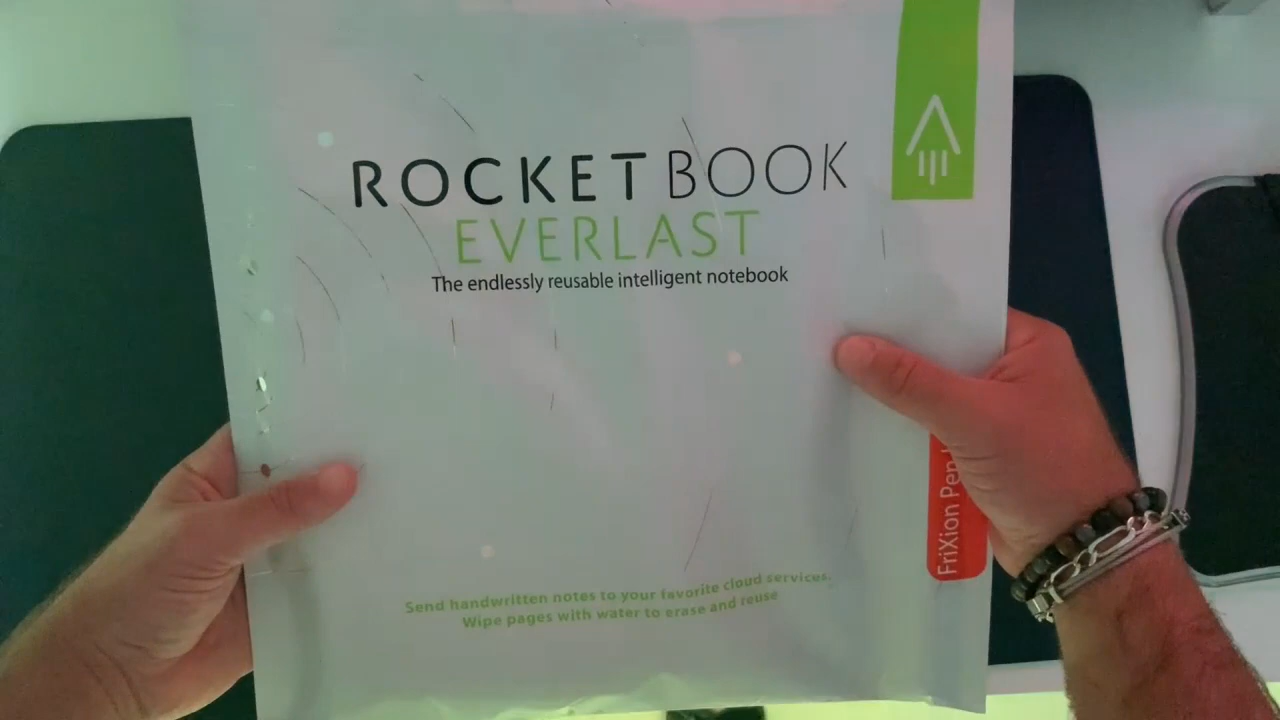 ROCKETBOOK
EVERLAST
The endlessly reusable intelligent notebook
FriXion Pen
Send handwritten notes to your favorite cloud services.
Wipe pages with water to erase and reuse